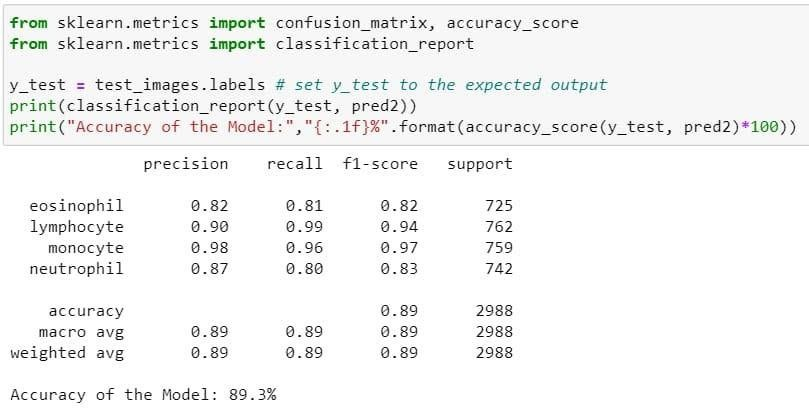 from sklearn.metrics import confusion_matrix, accuracy_score
from sklearn.metrics import classification_report
y_test = test_images.labels # set y_test to the expected output
print(classification_report(y_test, pred2))
print("Accuracy of the Model:","{:.1f}%".format(accuracy_score(y_test, pred2)*100))
precision recall f1-score support
eosinophil 0.82 0.81 0.82 725
lymphocyte 0.90 0.99 0.94 762
monocyte 0.98 0.96 0.97 759
neutrophil 0.87 0.80 0.83 742
accuracy 0.89 2988
macro avg 0.89 0.89 0.89 2988
weighted avg 0.89 0.89 0.89 2988
Accuracy of the Model: 89.3%